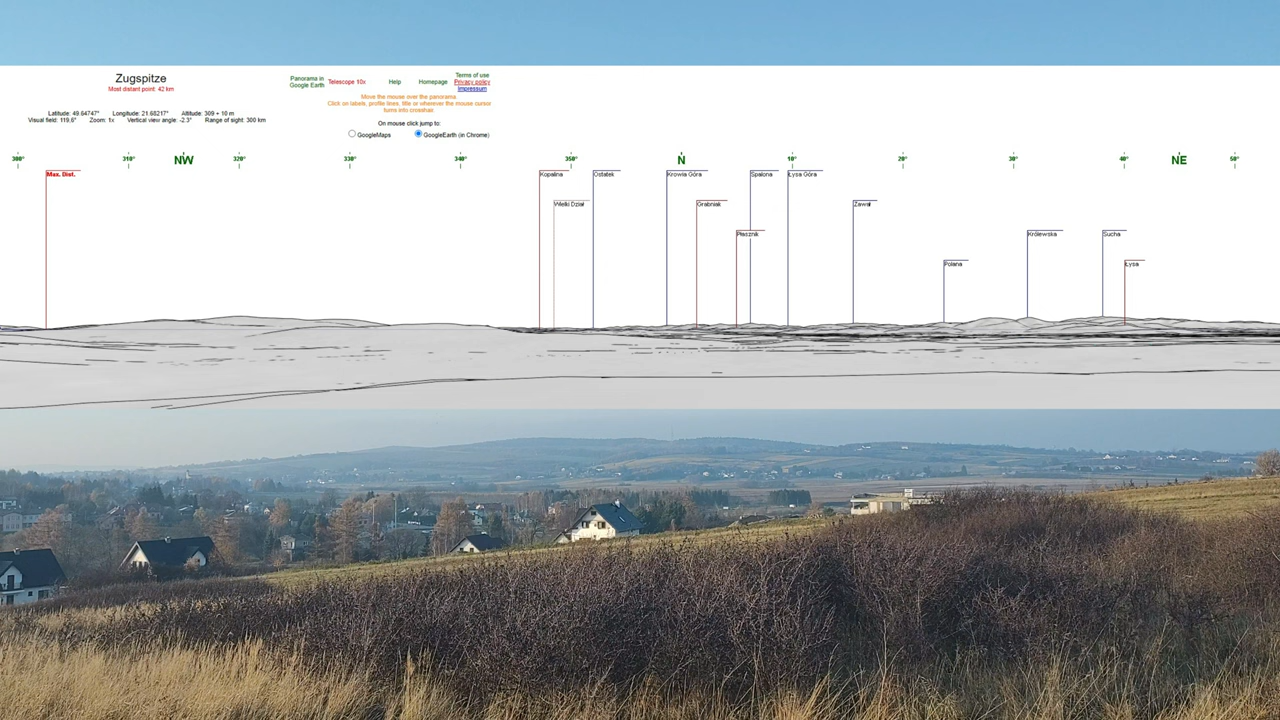 Zugspitze
Most distant point: 42 km
Latitude: 49.64747° Longitude: 21.68217° Altitude: 309 + 10 m
Visual field: 119.6° Zoom: 1x Vertical view angle: -2.3° Range of sight: 300 km
Panorama in
Google Earth
Telescope 10x
Help
Homepage
Terms of use
Privacy policy
Impressum
Move the mouse over the panorama
Click on labels, profile lines, title or wherever the mouse cursor
turns into crosshair.
On mouse click jump to:
GoogleMaps GoogleEarth (in Chrome)
300° 310° NW 320° 330° 340° 350° N 10° 20° 30° 40° NE 50°
Max. Dist. Kopalina Ostatek Krowia Góra Spalona Łysa Góra
Wielki Dział Grabniak Zawał
Płasznik Królewska Sucha
Polana Łysa